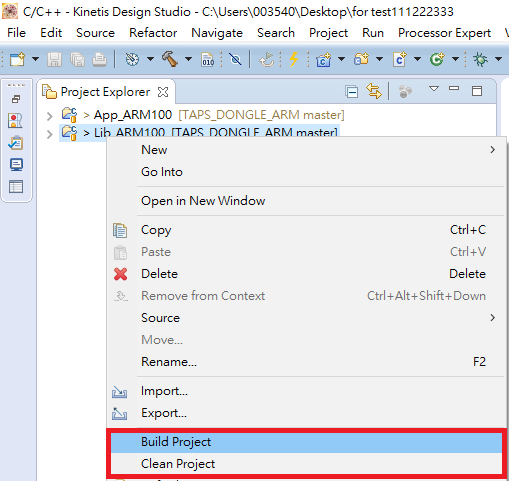 C/C++ - Kinetis Design Studio - C:\Users\003540\Desktop\for test111222333
File Edit Source Refactor Navigate Search Project Run Processor Expert
010
Project Explorer
> App_ARM100 [TAPS_DONGLE_ARM master]
> Lib_ARM100 [TAPS_DONGLE_ARM master]
New
Go Into
Open in New Window
Copy Ctrl+C
Paste Ctrl+V
Delete Delete
Remove from Context Ctrl+Alt+Shift+Down
Source
Move...
Rename... F2
Import...
Export...
Build Project
Clean Project